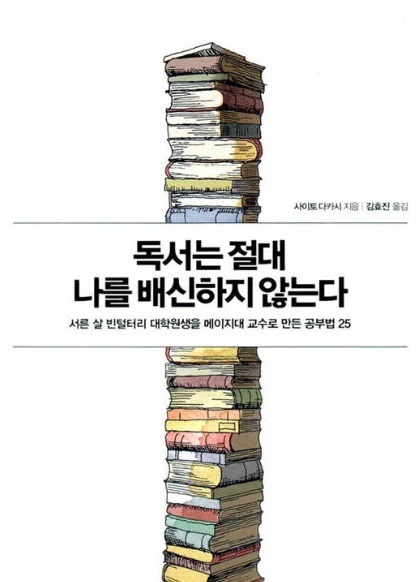 사이토 다카시 지음 | 김효진 옮김
독서는 절대
나를 배신하지 않는다
서른 살 빈털터리 대학원생을 메이지대 교수로 만든 공부법 25